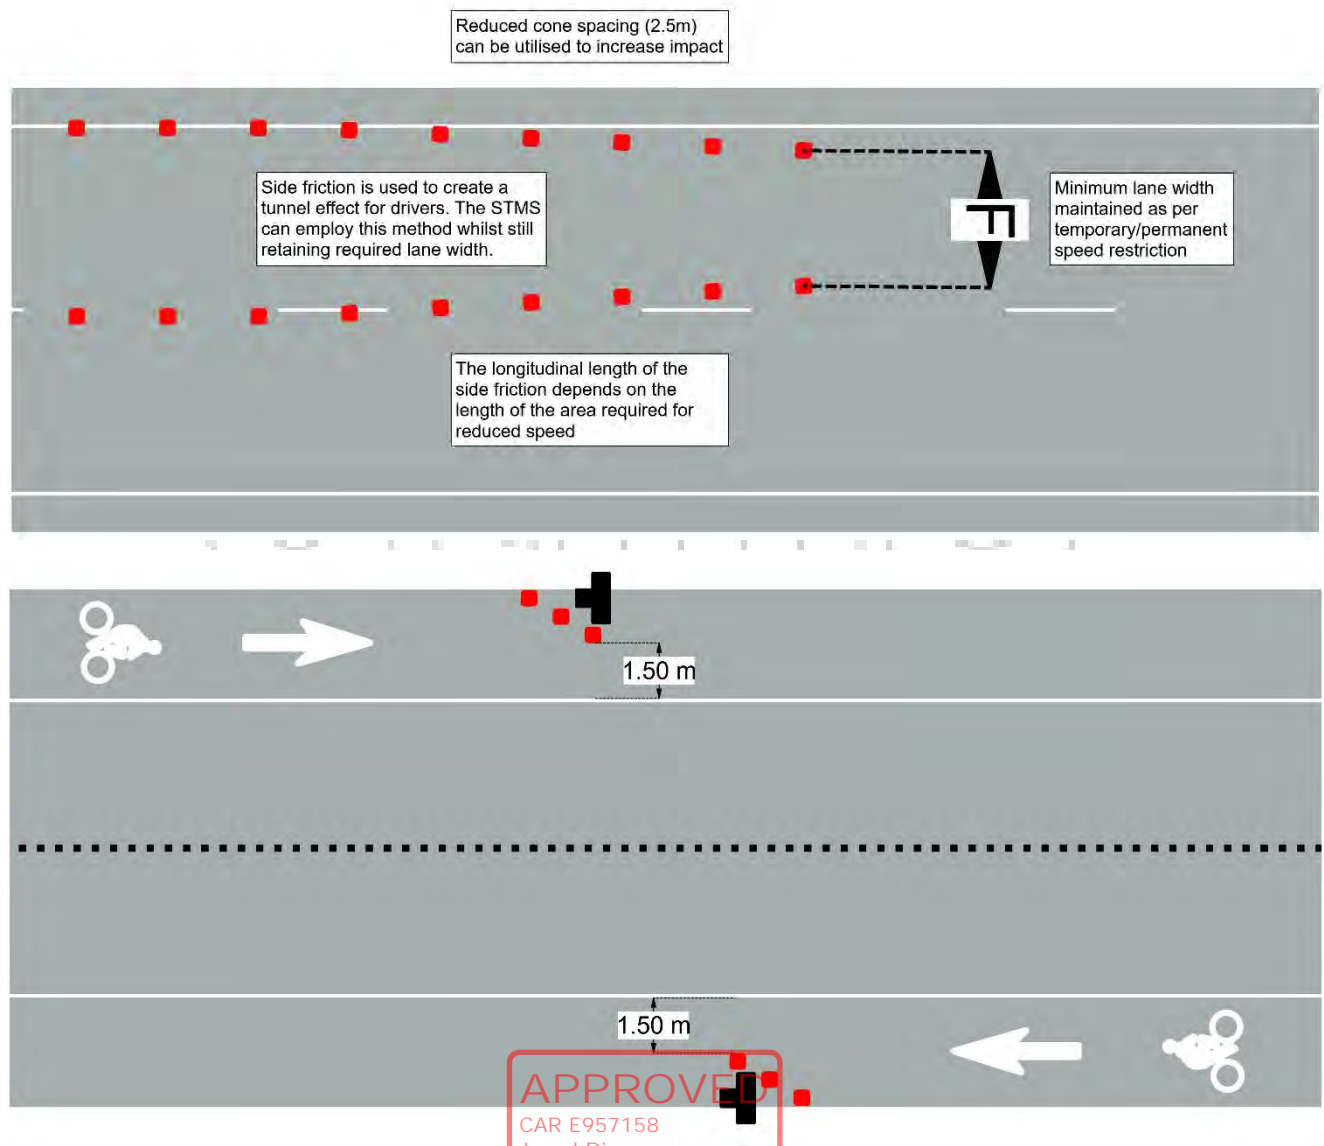 Reduced cone spacing (2.5m)
can be utilised to increase impact
Side friction is used to create a
tunnel effect for drivers. The STMS
can employ this method whilst still
retaining required lane width.
F
Minimum lane width
maintained as per
temporary/permanent
speed restriction
The longitudinal length of the
side friction depends on the
length of the area required for
reduced speed
1.50 m
1.50 m
APPROVED
CAR E957158